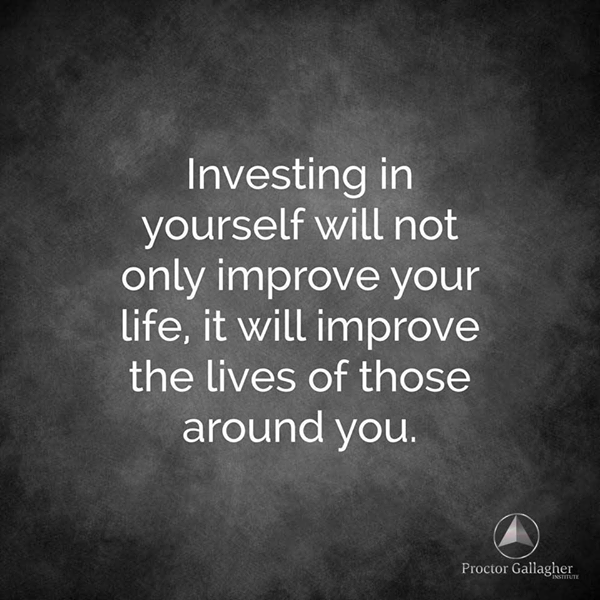 Investing in
yourself will not
only improve your
life, it will improve
the lives of those
around you.
Proctor Gallagher
INSTITUTE